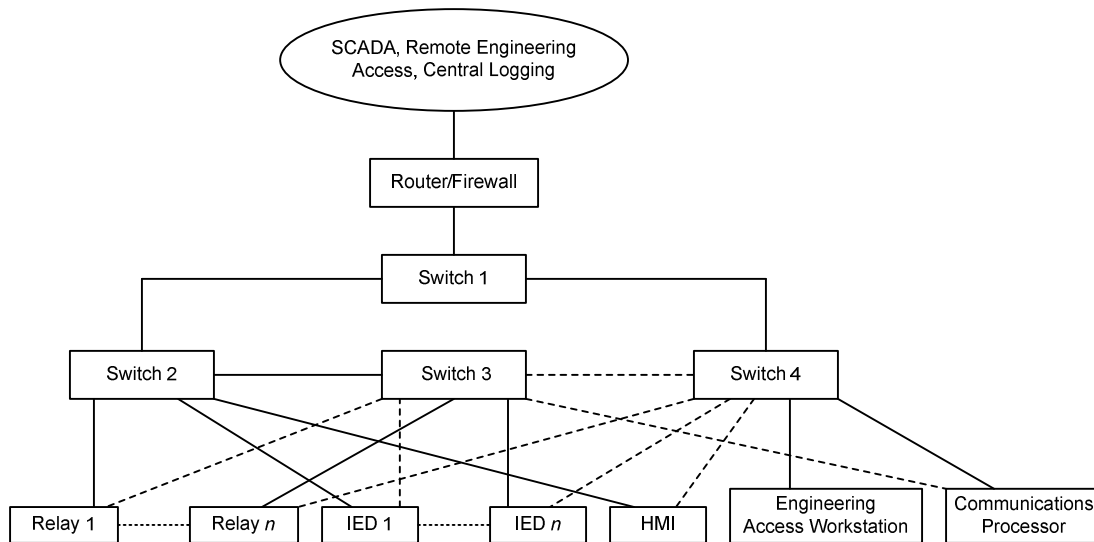 SCADA, Remote Engineering
Access, Central Logging
Router/Firewall
Switch 1
Switch 2
Switch 3
Switch 4
Relay 1
Relay n
IED 1
IED n
HMI
Engineering
Access Workstation
Communications
Processor